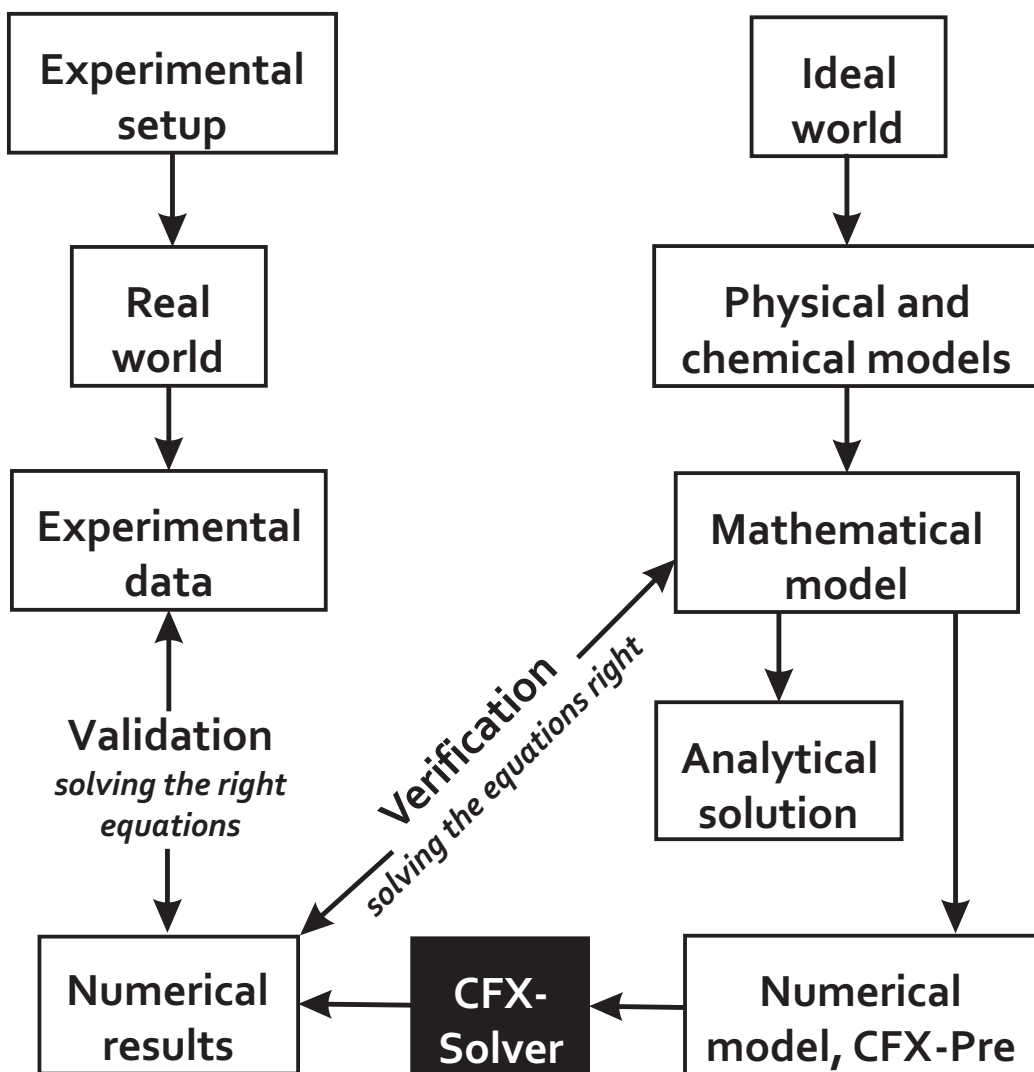 Experimental
setup
Ideal
world
Real
world
Physical and
chemical models
Experimental
data
Mathematical
model
Validation
solving the right
equations
Verification
solving the equations right
Analytical
solution
Numerical
results
CFX-
Solver
Numerical
model, CFX-Pre